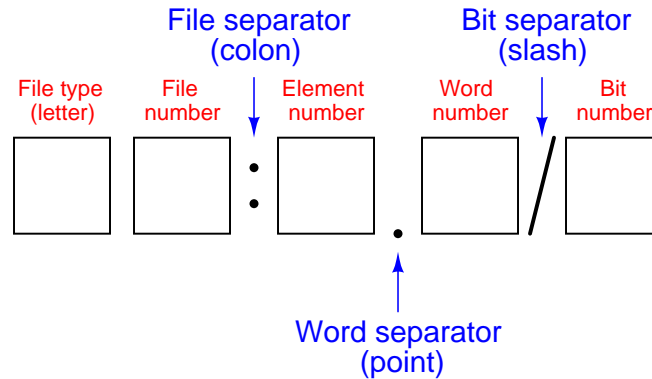 File separator
(colon)
Bit separator
(slash)
File type
(letter)
File
number
Element
number
Word
number
Bit
number
:
.
/
Word separator
(point)